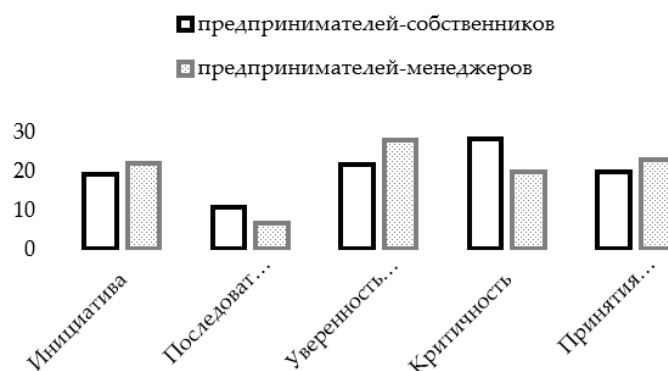 предпринимателей-собственников
предпринимателей-менеджеров
30
20
10
0
Инициатива
Последоват...
Уверенность...
Критичность
Принятия...